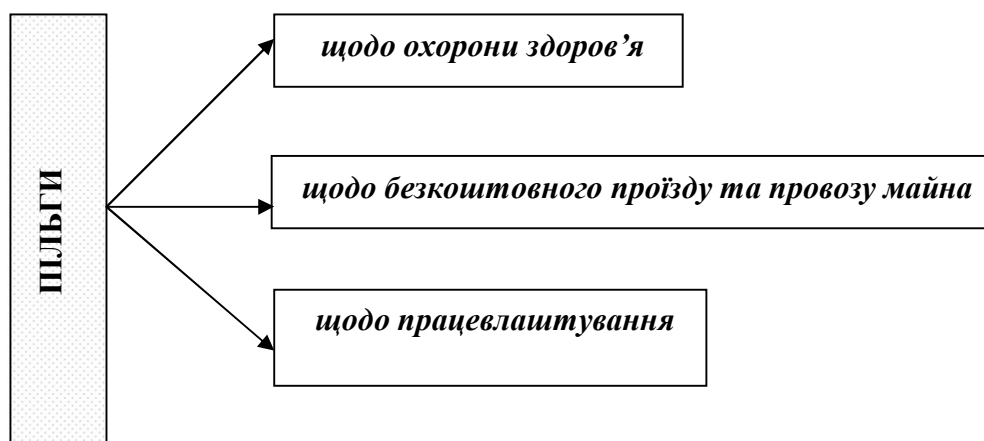 ПІЛЬГИ
щодо охорони здоров’я
щодо безкоштовного проїзду та провозу майна
щодо працевлаштування